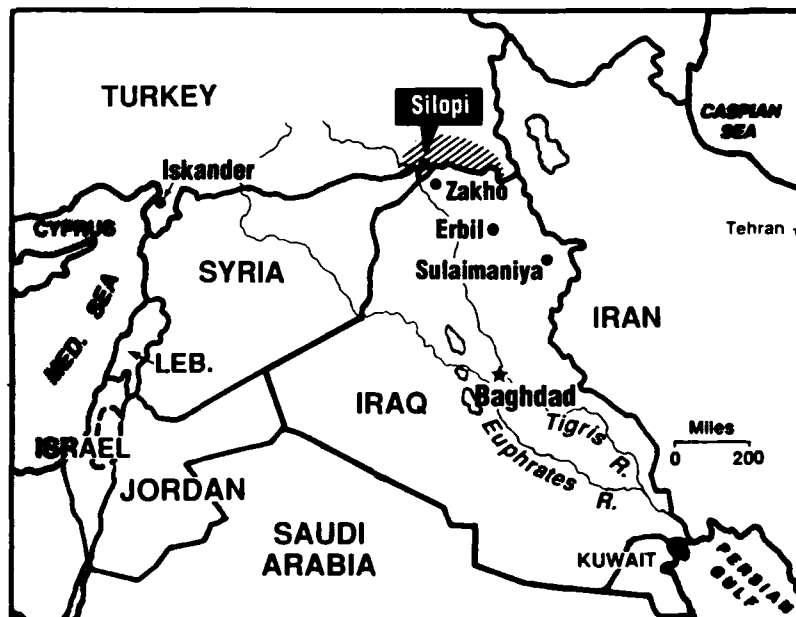 TURKEY
Silopi
CASPIAN
SEA
Iskander
Zakho
CYPRUS
Erbil
Tehran
SYRIA
Sulaimaniya
MED. SEA
IRAN
LEB.
IRAQ
Baghdad
Tigris R.
Miles
0 200
Euphrates R.
ISRAEL
JORDAN
SAUDI
ARABIA
KUWAIT
PERSIAN
GULF